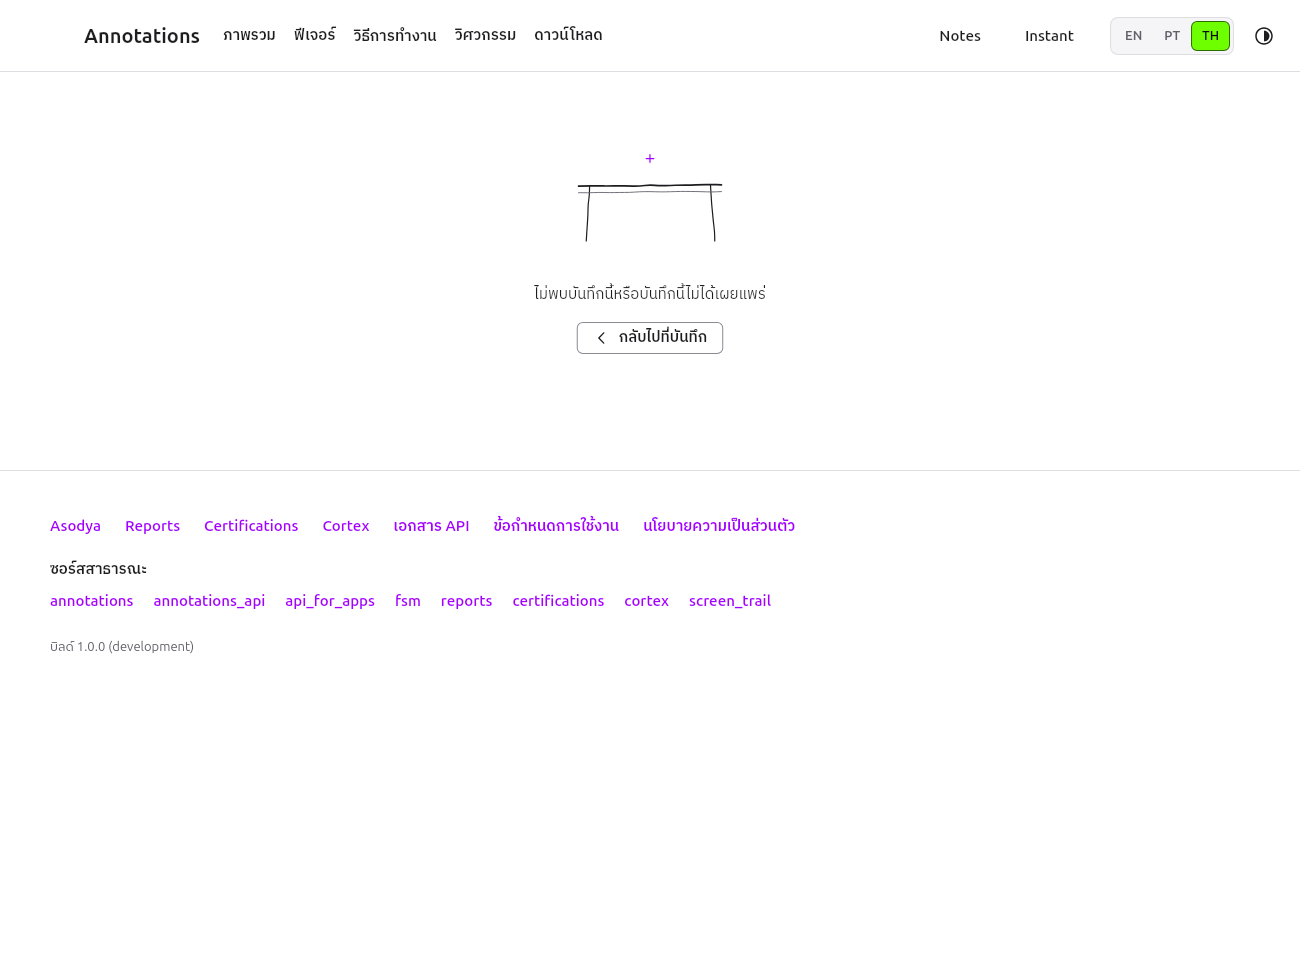 Annotations ภาพรวม ฟีเจอร์ วิธีการทำงาน วิศวกรรม ดาวน์โหลด Notes Instant EN PT TH
ไม่พบบันทึกนี้หรือบันทึกนี้ไม่ได้เผยแพร่
กลับไปที่บันทึก
Asodya Reports Certifications Cortex เอกสาร API ข้อกำหนดการใช้งาน นโยบายความเป็นส่วนตัว
ซอร์สสาธารณะ
annotations annotations_api api_for_apps fsm reports certifications cortex screen_trail
บิลด์ 1.0.0 (development)